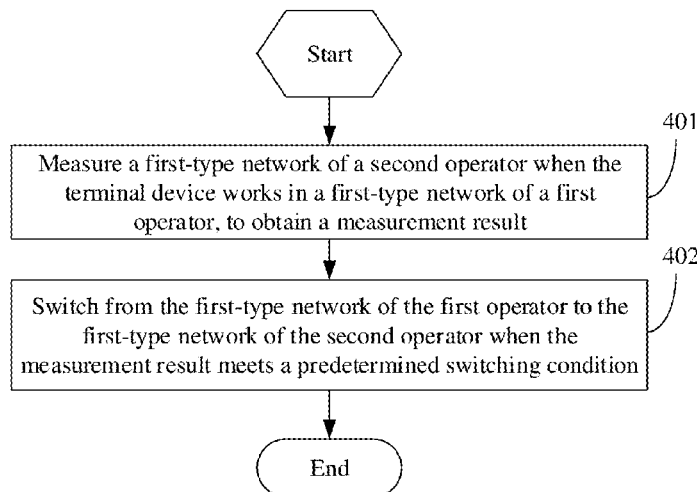 Start
401
Measure a first-type network of a second operator when the
terminal device works in a first-type network of a first
operator, to obtain a measurement result
402
Switch from the first-type network of the first operator to the
first-type network of the second operator when the
measurement result meets a predetermined switching condition
End